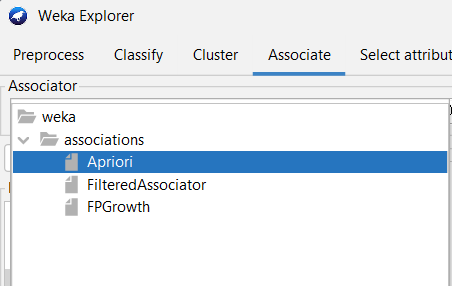 Weka Explorer
Preprocess Classify Cluster Associate Select attribut
Associator
weka
associations
Apriori
FilteredAssociator
FPGrowth